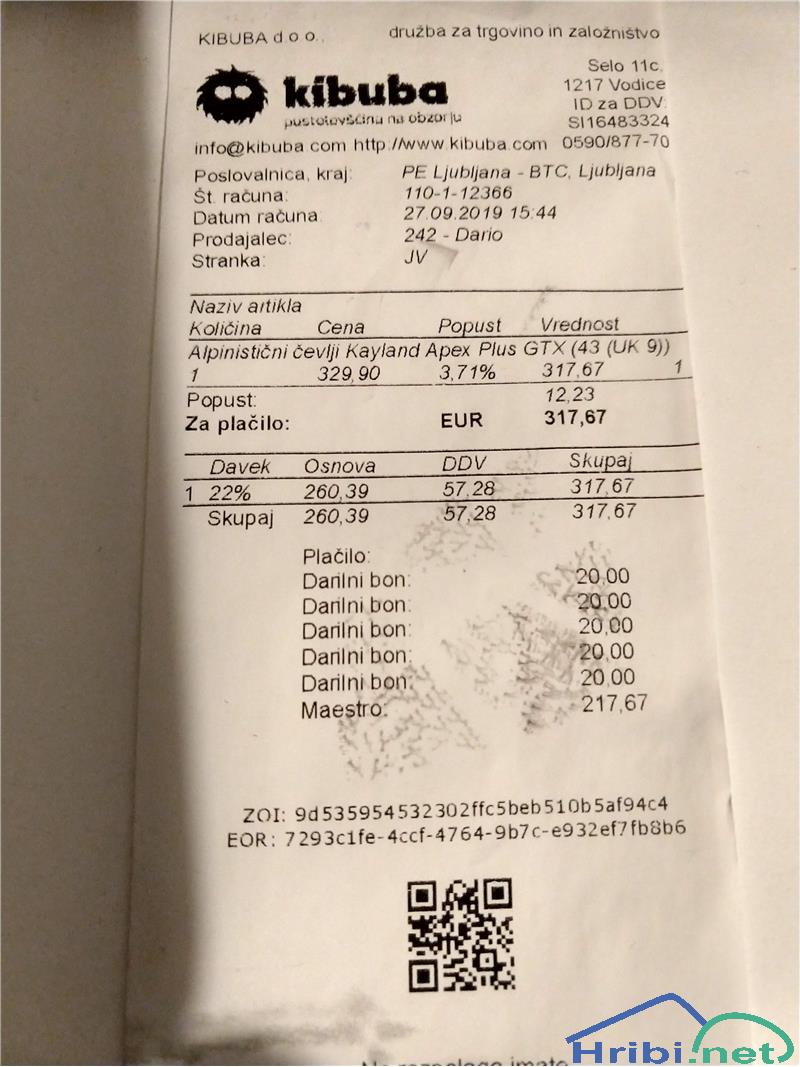 KIBUBA d.o.o., družba za trgovino in založništvo
kibuba
pustolovščina na obzorju
Selo 11c,
1217 Vodice
ID za DDV:
SI16483324
info@kibuba.com http://www.kibuba.com 0590/877-70
Poslovalnica, kraj: PE Ljubljana - BTC, Ljubljana
Št. računa: 110-1-12366
Datum računa: 27.09.2019 15:44
Prodajalec: 242 - Dario
Stranka: JV
Naziv artikla
Količina Cena Popust Vrednost
Alpinistični čevlji Kayland Apex Plus GTX (43 (UK 9))
1 329,90 3,71% 317,67 1
Popust: 12,23
Za plačilo: EUR 317,67
Davek Osnova DDV Skupaj
1 22% 260,39 57,28 317,67
Skupaj 260,39 57,28 317,67
Plačilo:
Darilni bon: 20,00
Darilni bon: 20,00
Darilni bon: 20,00
Darilni bon: 20,00
Darilni bon: 20,00
Maestro: 217,67
ZOI: 9d535954532302ffc5beb510b5af94c4
EOR: 7293c1fe-4ccf-4764-9b7c-e932ef7fb8b6
Na razpolago imate
Hribi.net